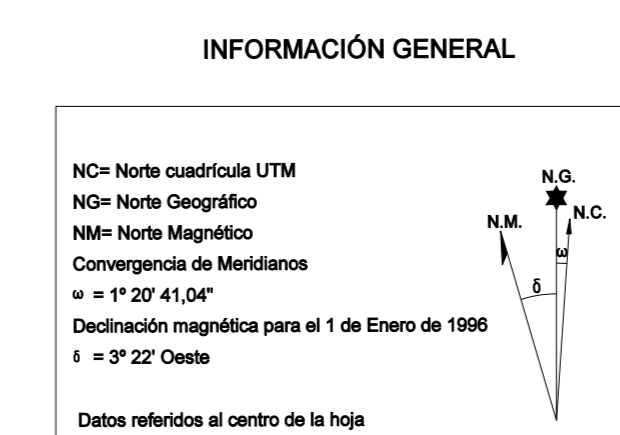 INFORMACIÓN GENERAL
NC= Norte cuadrícula UTM
NG= Norte Geográfico
NM= Norte Magnético
Convergencia de Meridianos
ω = 1º 20' 41,04"
Declinación magnética para el 1 de Enero de 1996
δ = 3º 22' Oeste
Datos referidos al centro de la hoja
N.G.
N.C.
N.M.
ω
δ